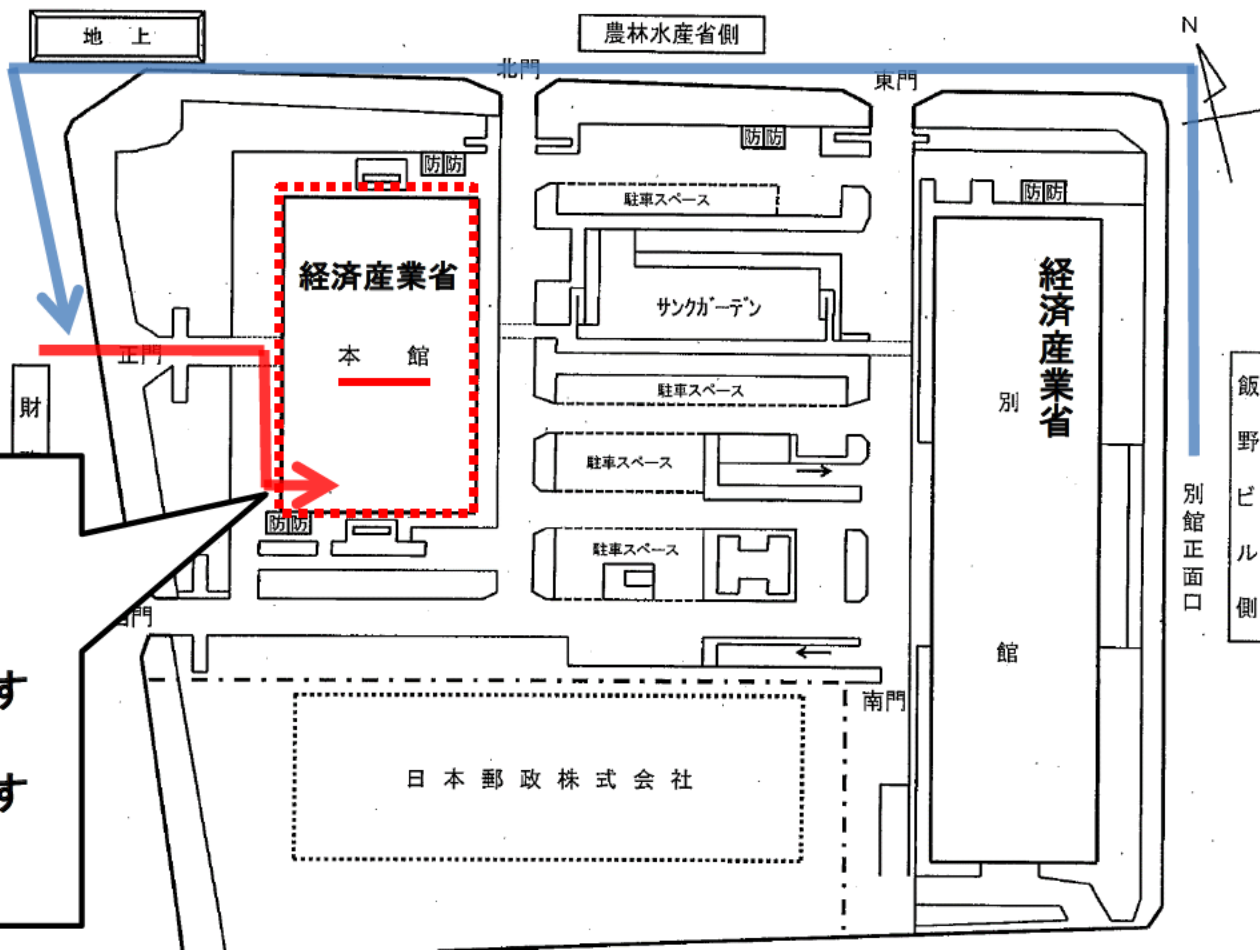 地上
農林水産省側
N
北門
東門
防防
防防
防防
駐車スペース
経済産業省
本館
サンクガーデン
経済産業省
別館
正門
駐車スペース
財
飯野ビル側
別館正面口
駐車スペース
防防
駐車スペース
門
す
す
南門
日本郵政株式会社